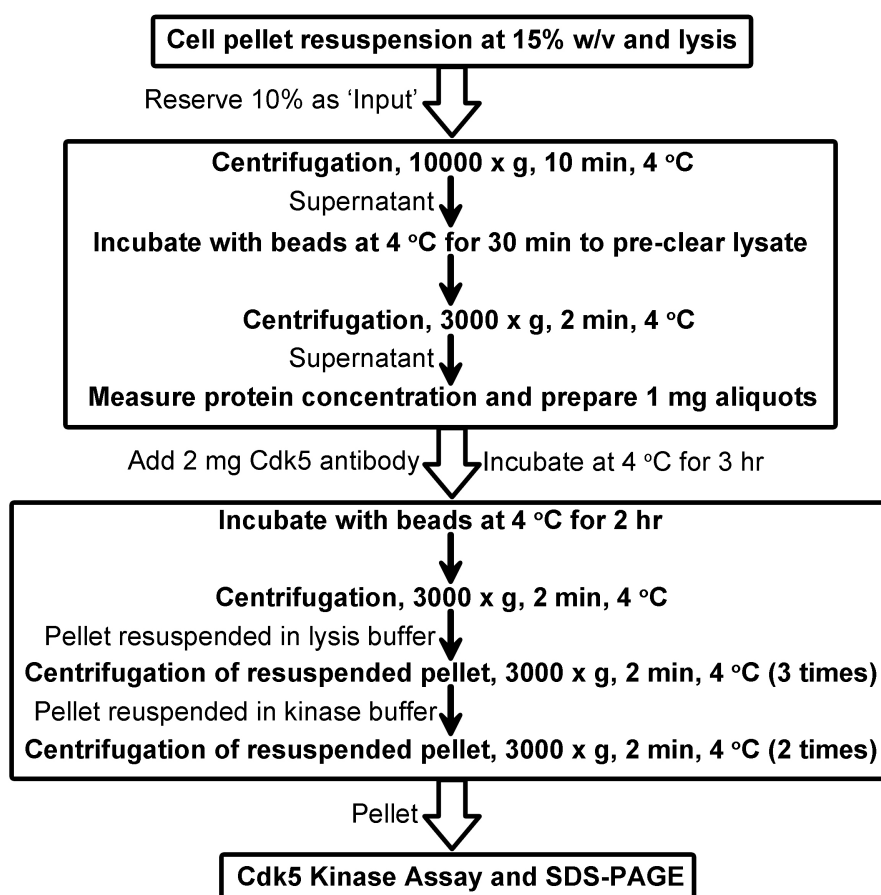 Cell pellet resuspension at 15% w/v and lysis
Reserve 10% as ‘Input’
Centrifugation, 10000 x g, 10 min, 4 °C
Supernatant
Incubate with beads at 4 °C for 30 min to pre-clear lysate
Centrifugation, 3000 x g, 2 min, 4 °C
Supernatant
Measure protein concentration and prepare 1 mg aliquots
Add 2 mg Cdk5 antibody Incubate at 4 °C for 3 hr
Incubate with beads at 4 °C for 2 hr
Centrifugation, 3000 x g, 2 min, 4 °C
Pellet resuspended in lysis buffer
Centrifugation of resuspended pellet, 3000 x g, 2 min, 4 °C (3 times)
Pellet reuspended in kinase buffer
Centrifugation of resuspended pellet, 3000 x g, 2 min, 4 °C (2 times)
Pellet
Cdk5 Kinase Assay and SDS-PAGE